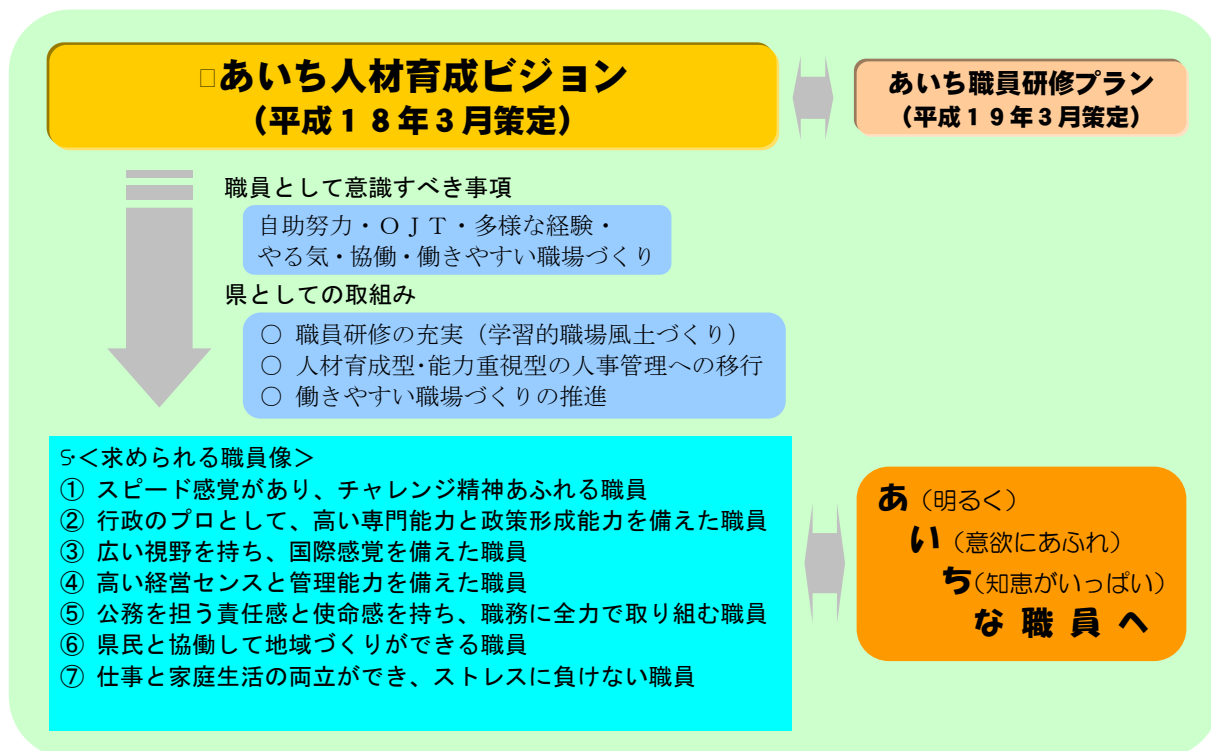 あいち人材育成ビジョン
（平成１８年３月策定）
あいち職員研修プラン
（平成１９年３月策定）
職員として意識すべき事項
自助努力・ＯＪＴ・多様な経験・
やる気・協働・働きやすい職場づくり
県としての取組み
○ 職員研修の充実（学習的職場風土づくり）
○ 人材育成型・能力重視型の人事管理への移行
○ 働きやすい職場づくりの推進
＜求められる職員像＞
① スピード感覚があり、チャレンジ精神あふれる職員
② 行政のプロとして、高い専門能力と政策形成能力を備えた職員
③ 広い視野を持ち、国際感覚を備えた職員
④ 高い経営センスと管理能力を備えた職員
⑤ 公務を担う責任感と使命感を持ち、職務に全力で取り組む職員
⑥ 県民と協働して地域づくりができる職員
⑦ 仕事と家庭生活の両立ができ、ストレスに負けない職員
あ（明るく）
い（意欲にあふれ）
ち(知恵がいっぱい）
な職員へ